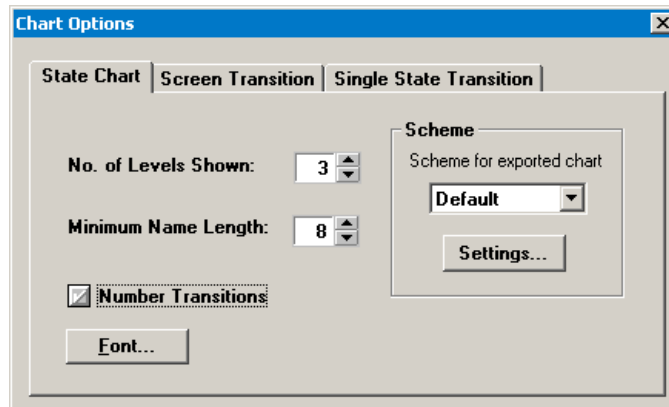 Chart Options
State Chart Screen Transition Single State Transition
No. of Levels Shown: 3
Minimum Name Length: 8
Number Transitions
Font...
Scheme
Scheme for exported chart
Default
Settings...